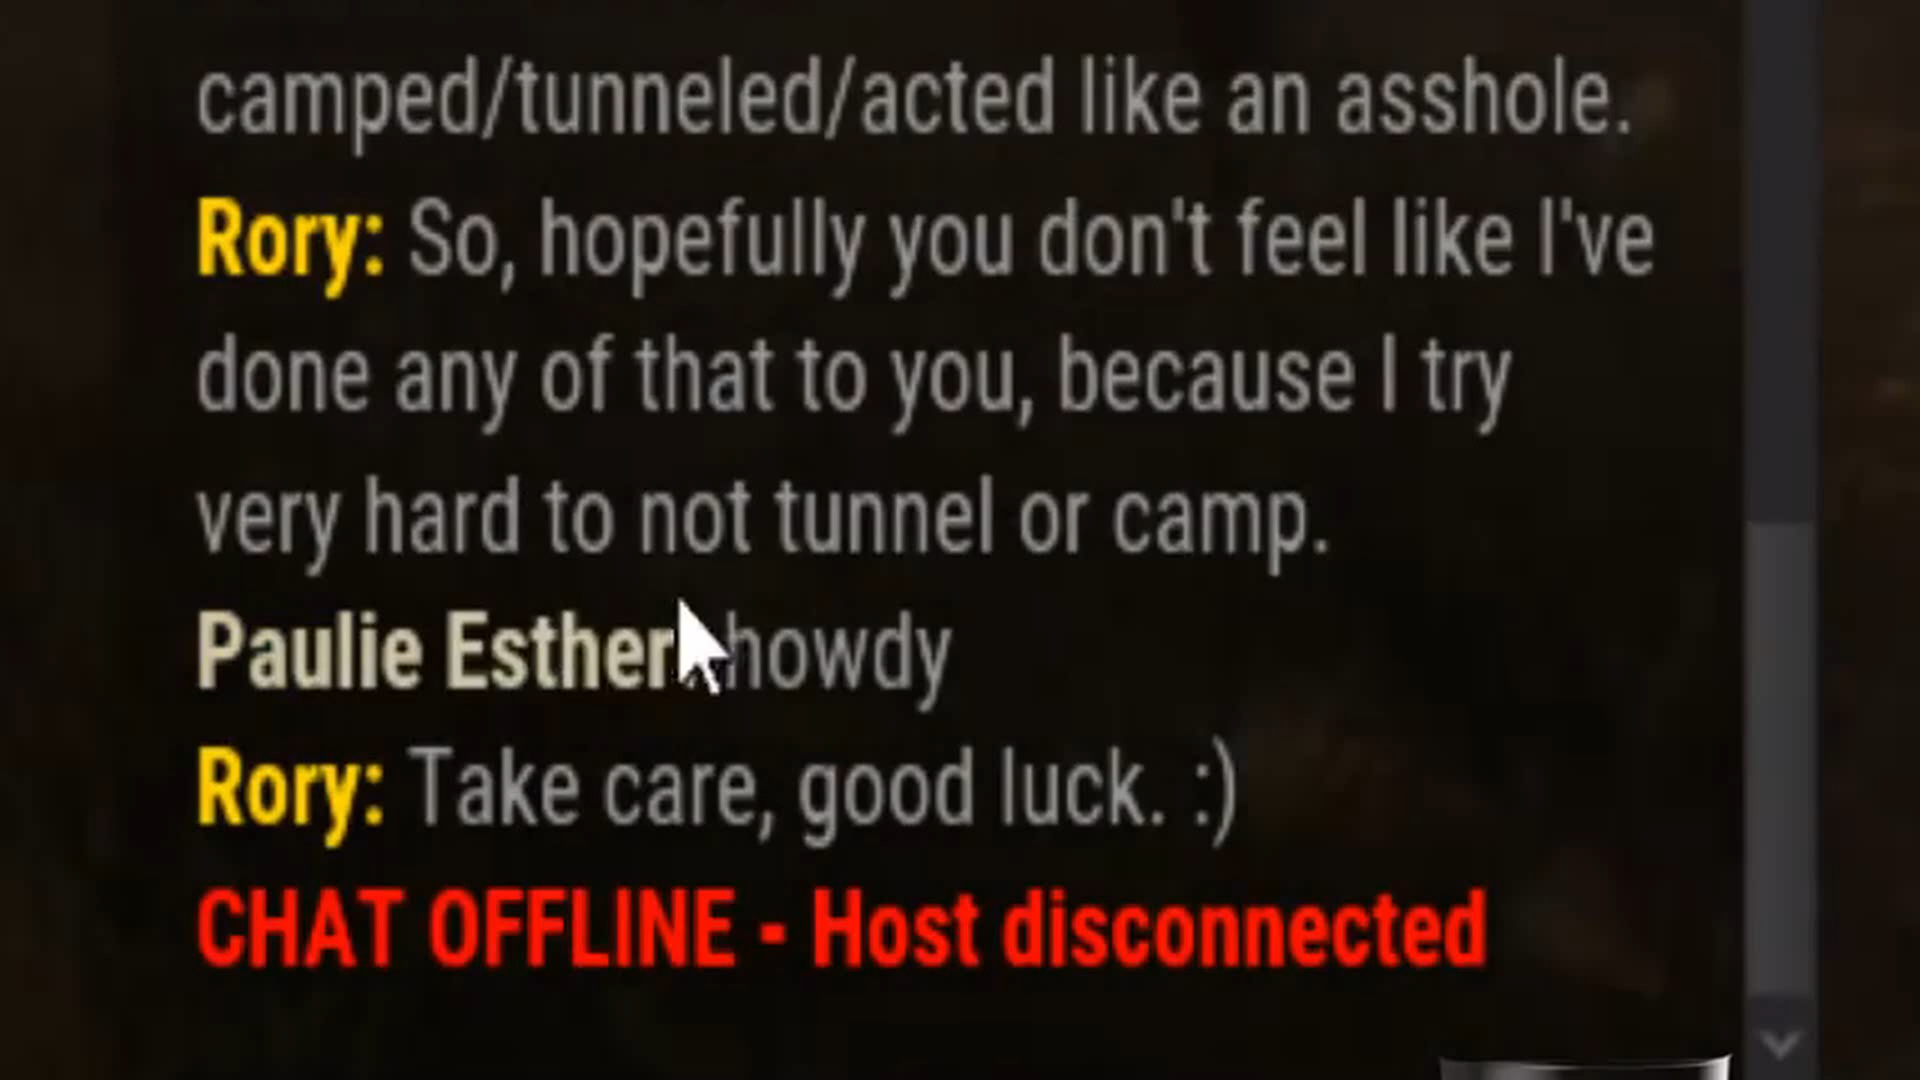 camped/tunneled/acted like an asshole.
Rory: So, hopefully you don't feel like I've
done any of that to you, because I try
very hard to not tunnel or camp.
Paulie Esther: howdy
Rory: Take care, good luck. :)
CHAT OFFLINE - Host disconnected